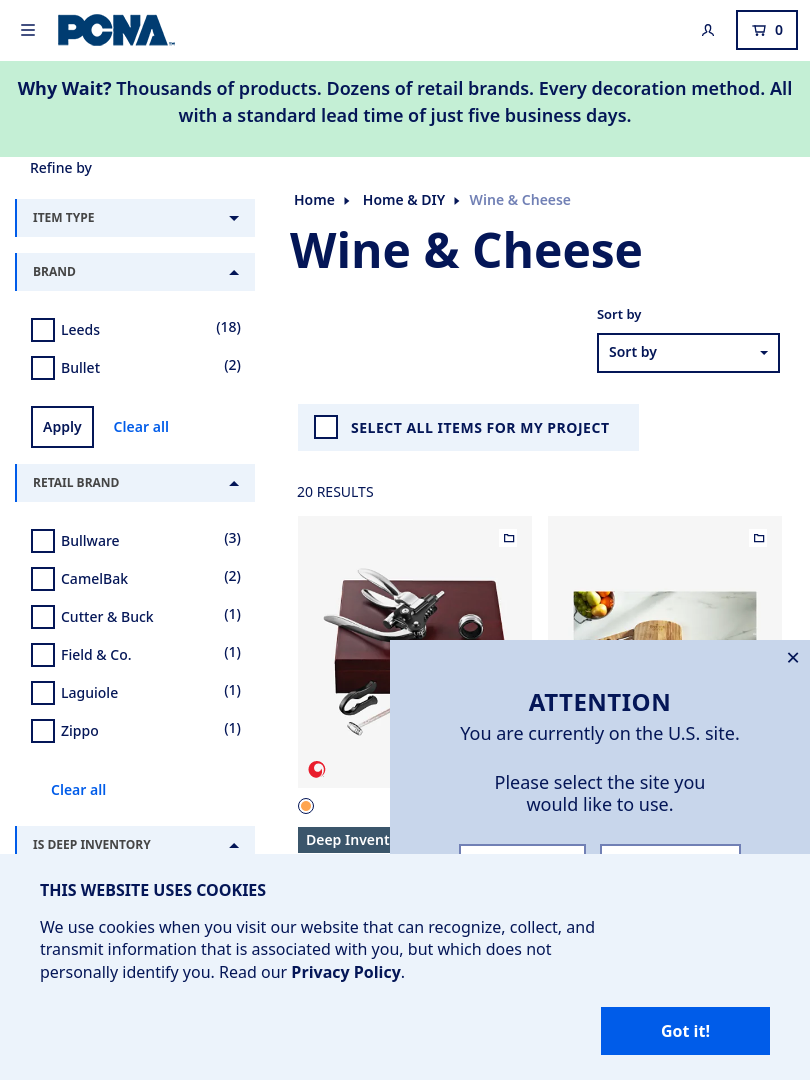 PCNA™
0
Why Wait? Thousands of products. Dozens of retail brands. Every decoration method. All
with a standard lead time of just five business days.
Refine by
ITEM TYPE
BRAND
Leeds (18)
Bullet (2)
Apply Clear all
RETAIL BRAND
Bullware (3)
CamelBak (2)
Cutter & Buck (1)
Field & Co. (1)
Laguiole (1)
Zippo (1)
Clear all
IS DEEP INVENTORY
Home Home & DIY Wine & Cheese
Wine & Cheese
Sort by
Sort by
SELECT ALL ITEMS FOR MY PROJECT
20 RESULTS
Deep Invent
ATTENTION
You are currently on the U.S. site.
Please select the site you
would like to use.
THIS WEBSITE USES COOKIES
We use cookies when you visit our website that can recognize, collect, and
transmit information that is associated with you, but which does not
personally identify you. Read our Privacy Policy.
Got it!